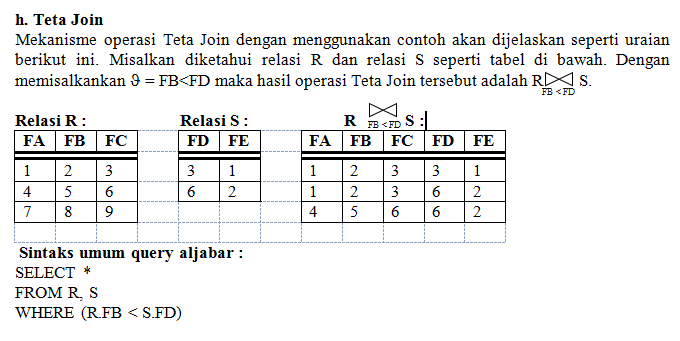 h. Teta Join
Mekanisme operasi Teta Join dengan menggunakan contoh akan dijelaskan seperti uraian
berikut ini. Misalkan diketahui relasi R dan relasi S seperti tabel di bawah. Dengan
memisalkankan ϑ = FB<FD maka hasil operasi Teta Join tersebut adalah R⋈ S.
FB <FD
Relasi R : Relasi S : R ⋈ FB < FD S :
FA FB FC FD FE FA FB FC FD FE
1 2 3 3 1 1 2 3 3 1
4 5 6 6 2 1 2 3 6 2
7 8 9 4 5 6 6 2
Sintaks umum query aljabar :
SELECT *
FROM R, S
WHERE (R.FB < S.FD)